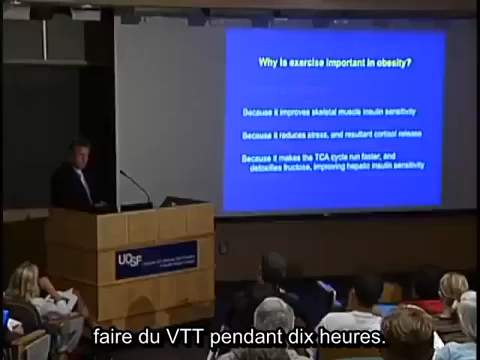 Why is exercise important in obesity?
Because it improves skeletal muscle insulin sensitivity
Because it reduces stress, and resultant cortisol release
Because it makes the TCA cycle run faster, and
detoxifies fructose, improving hepatic insulin sensitivity
UCSF
faire du VTT pendant dix heures.